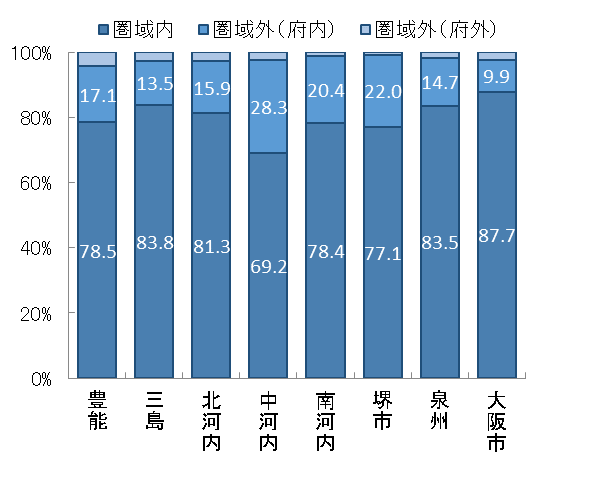 圏域内 圏域外(府内) 圏域外(府外)
100%
80%
60%
40%
20%
0%
17.1 13.5 15.9 28.3 20.4 22.0 14.7 9.9
78.5 83.8 81.3 69.2 78.4 77.1 83.5 87.7
豊能
三島
北河内
中河内
南河内
堺市
泉州
大阪市